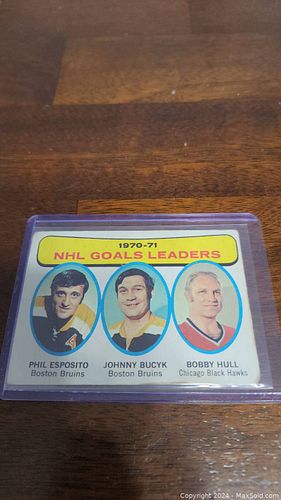 1970-71
NHL GOALS LEADERS
PHIL ESPOSITO
Boston Bruins
JOHNNY BUCYK
Boston Bruins
BOBBY HULL
Chicago Black Hawks
Copyright 2024 - MaxSold.com